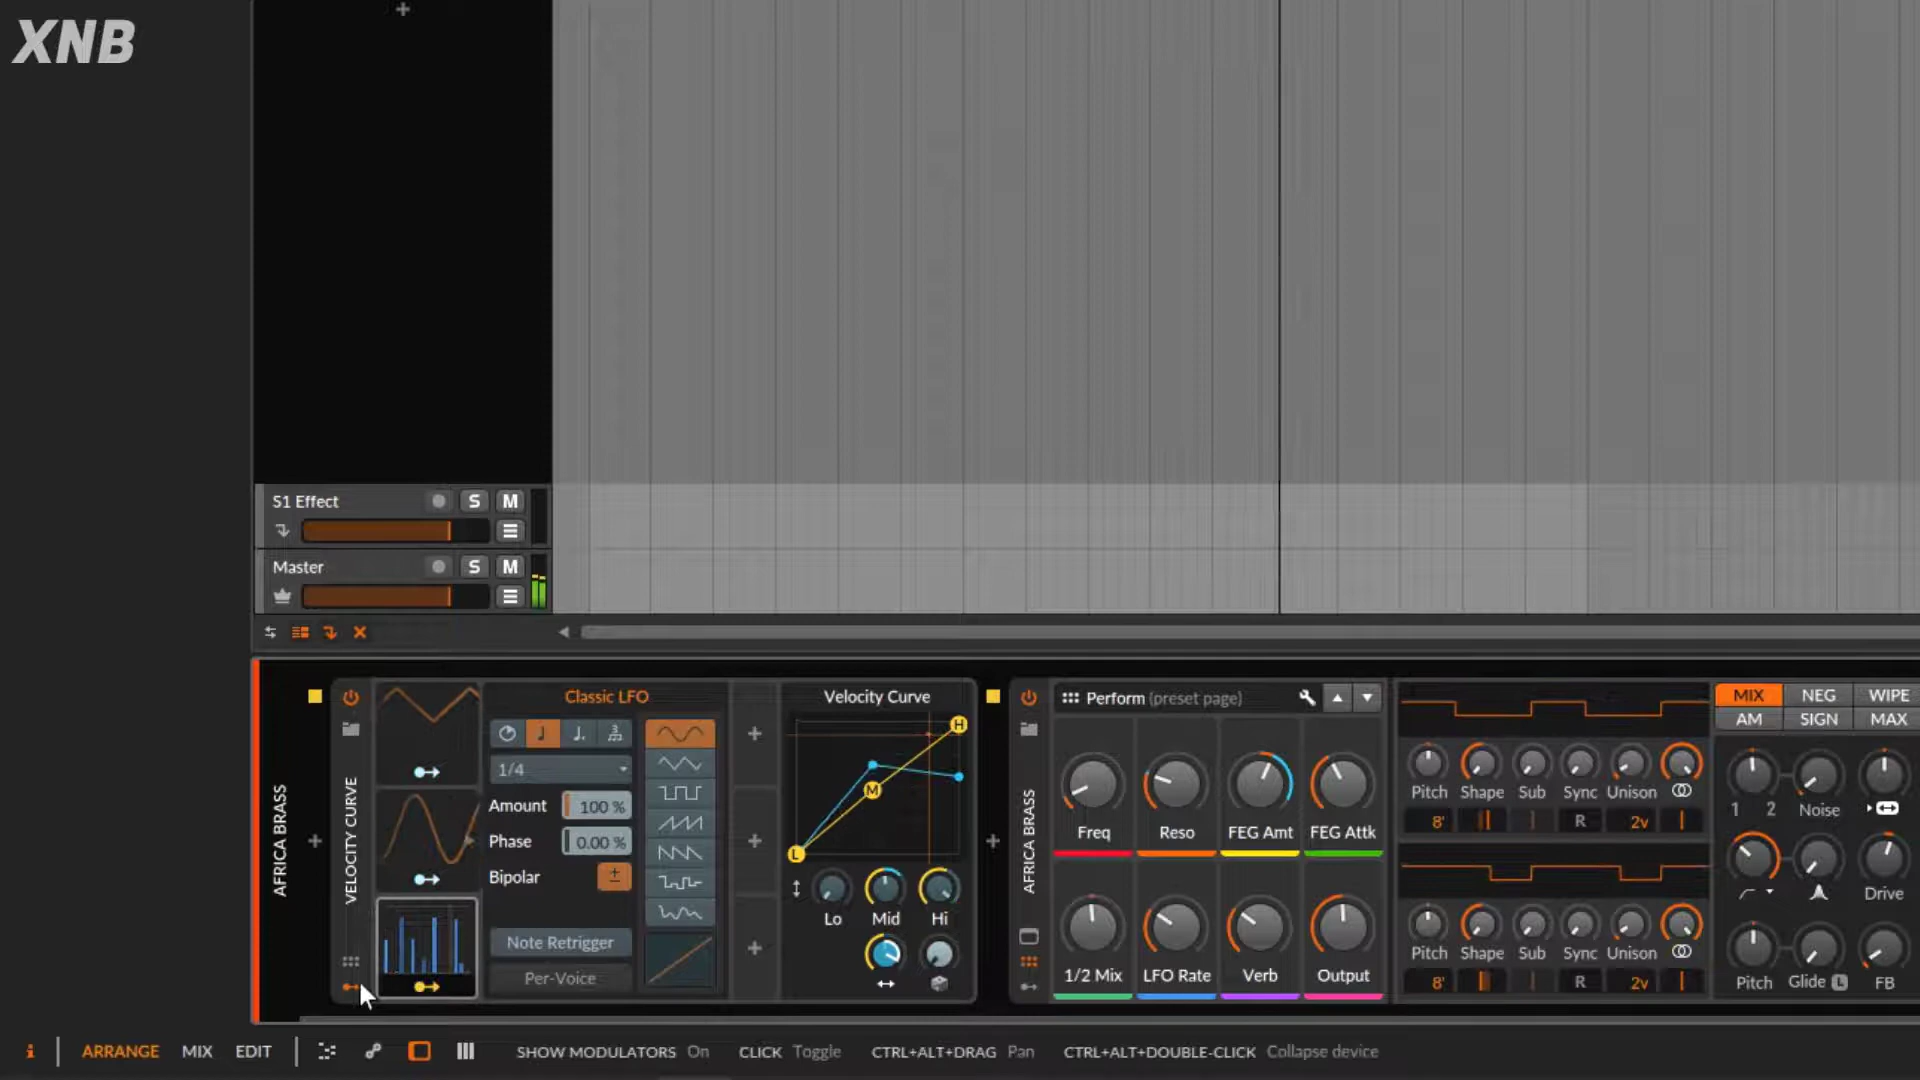 XNB
S1 Effect
S M
Master
S M
AFRICA BRASS
VELOCITY CURVE
Classic LFO
1/4
Amount 100 %
Phase 0.00 %
Bipolar ±
Note Retrigger
Per-Voice
Velocity Curve
H
M
L
Lo Mid Hi
AFRICA BRASS
Perform (preset page)
Freq Reso FEG Amt FEG Attk
1/2 Mix LFO Rate Verb Output
Pitch Shape Sub Sync Unison
8' R 2v
Pitch Shape Sub Sync Unison
8' R 2v
MIX NEG WIPE
AM SIGN MAX
1 2 Noise
Drive
Pitch Glide L FB
i ARRANGE MIX EDIT SHOW MODULATORS On CLICK Toggle CTRL+ALT+DRAG Pan CTRL+ALT+DOUBLE-CLICK Collapse device